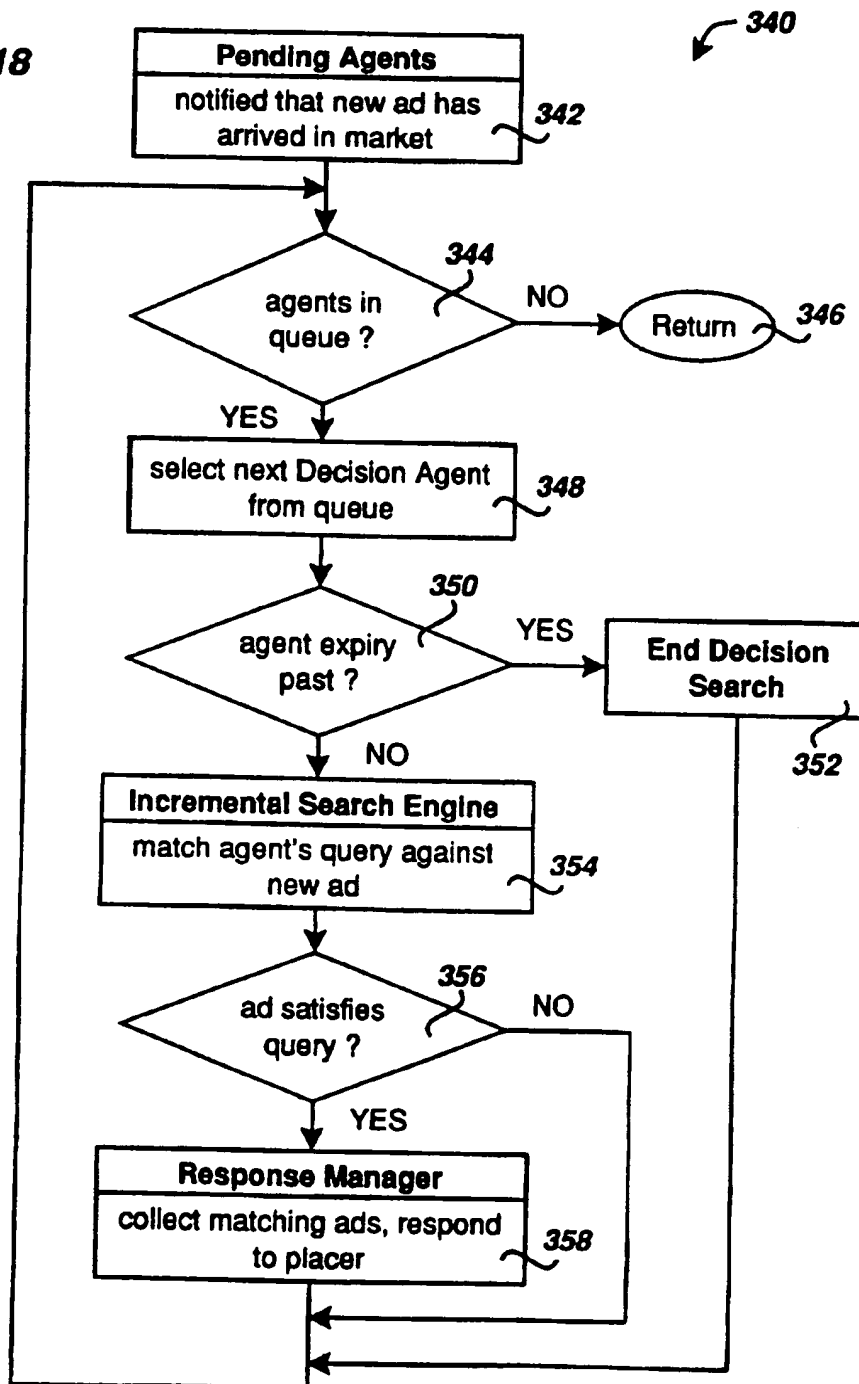 18
340
Pending Agents
notified that new ad has
arrived in market
342
344
agents in
queue ?
NO
Return
346
YES
select next Decision Agent
from queue
348
350
agent expiry
past ?
YES
End Decision
Search
352
NO
Incremental Search Engine
match agent's query against
new ad
354
356
ad satisfies
query ?
NO
YES
Response Manager
collect matching ads, respond
to placer
358